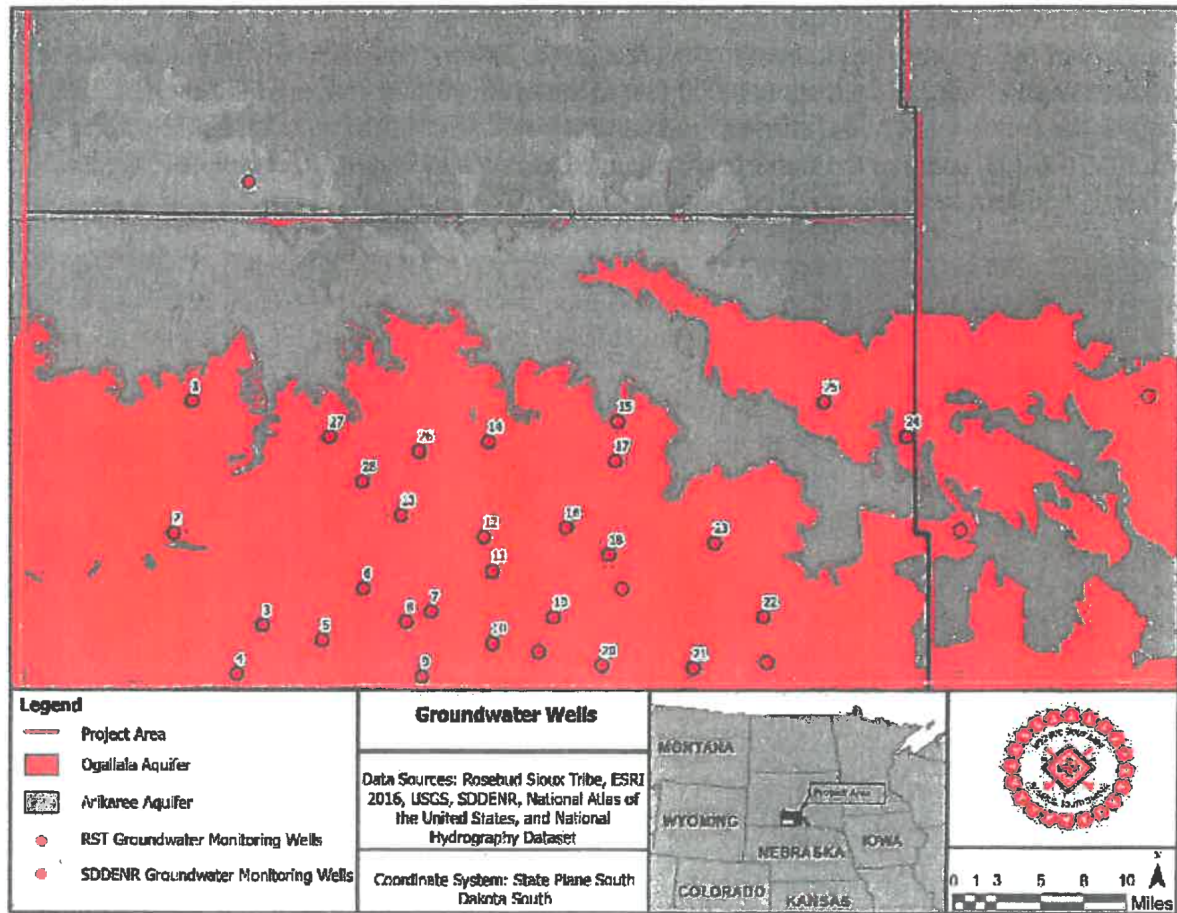 1
15
25
27
14
24
26
17
28
13
2
12
16
23
18
11
6
7
3
8
19
22
5
10
20
21
4
9
Legend
Project Area
Ogallala Aquifer
Arikaree Aquifer
RST Groundwater Monitoring Wells
SDDENR Groundwater Monitoring Wells
Groundwater Wells
Data Sources: Rosebud Sioux Tribe, ESRI
2016, USGS, SDDENR, National Atlas of
the United States, and National
Hydrography Dataset
Coordinate System: State Plane South
Dakota South
MONTANA
Project Area
WYOMING
IOWA
NEBRASKA
COLORADO
KANSAS
0 1 3 5 8 10
Miles